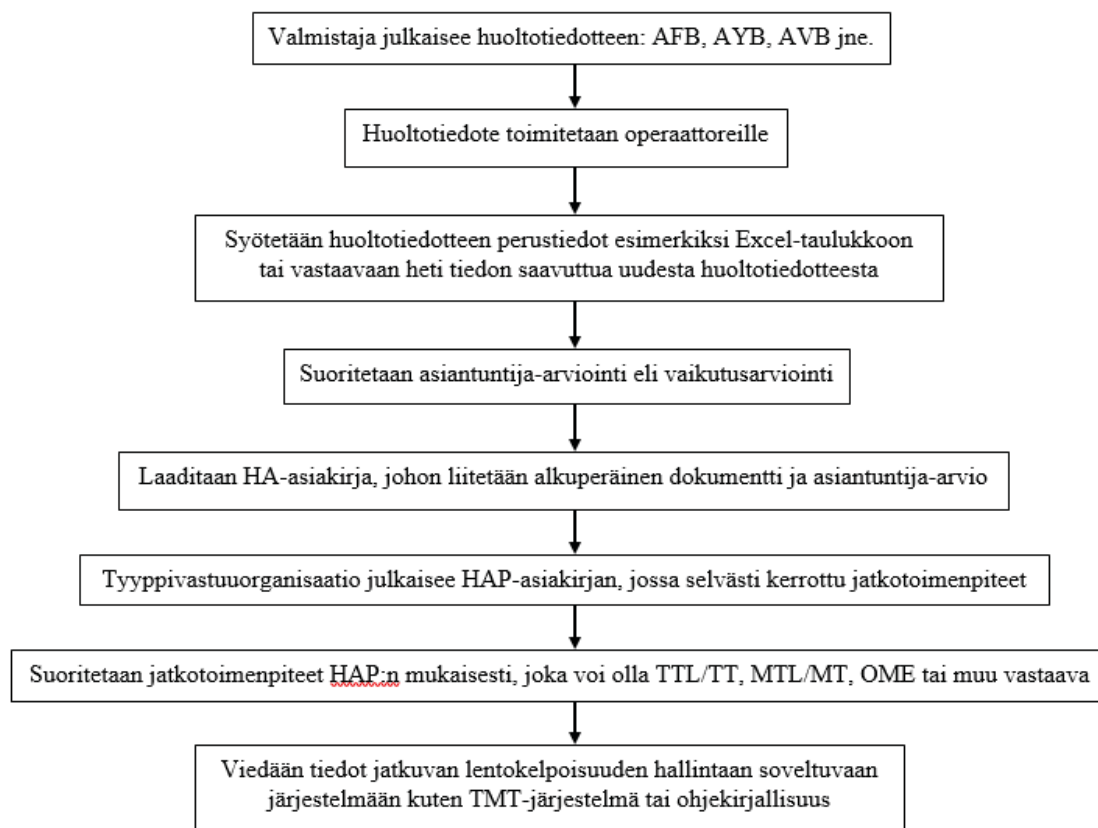 Valmistaja julkaisee huoltotiedotteen: AFB, AYB, AVB jne.
Huoltotiedote toimitetaan operaattoreille
Syötetään huoltotiedotteen perustiedot esimerkiksi Excel-taulukkoon
tai vastaavaan heti tiedon saavuttua uudesta huoltotiedotteesta
Suoritetaan asiantuntija-arviointi eli vaikutusarviointi
Laaditaan HA-asiakirja, johon liitetään alkuperäinen dokumentti ja asiantuntija-arvio
Tyyppivastuuorganisaatio julkaisee HAP-asiakirjan, jossa selvästi kerrottu jatkotoimenpiteet
Suoritetaan jatkotoimenpiteet HAP:n mukaisesti, joka voi olla TTL/TT, MTL/MT, OME tai muu vastaava
Viedään tiedot jatkuvan lentokelpoisuuden hallintaan soveltuvaan
järjestelmään kuten TMT-järjestelmä tai ohjekirjallisuus